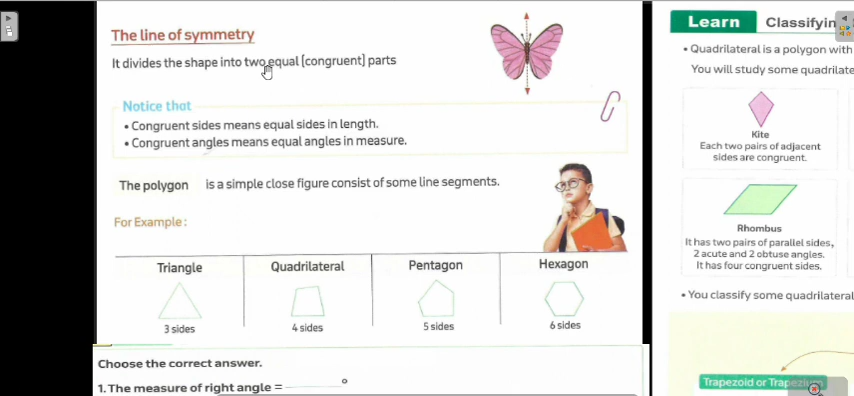 The line of symmetry
It divides the shape into two equal (congruent) parts
Notice that
• Congruent sides means equal sides in length.
• Congruent angles means equal angles in measure.
The polygon is a simple close figure consist of some line segments.
For Example :
Triangle Quadrilateral Pentagon Hexagon
3 sides 4 sides 5 sides 6 sides
Choose the correct answer.
1. The measure of right angle = ________ °
Learn Classifyin
• Quadrilateral is a polygon with
You will study some quadrilate
Kite
Each two pairs of adjacent
sides are congruent.
Rhombus
It has two pairs of parallel sides,
2 acute and 2 obtuse angles.
It has four congruent sides.
• You classify some quadrilateral
Trapezoid or Trapezium